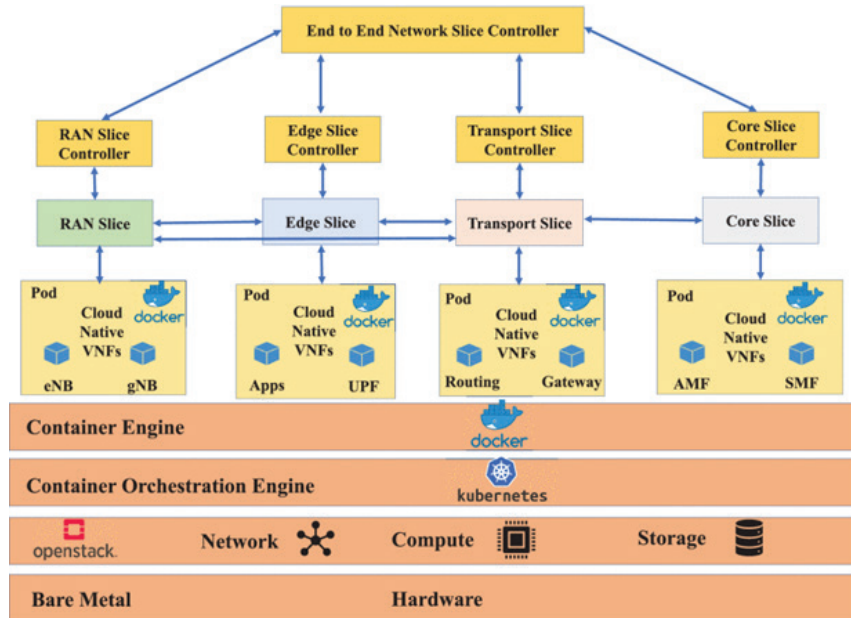 End to End Network Slice Controller
RAN Slice
Controller
Edge Slice
Controller
Transport Slice
Controller
Core Slice
Controller
RAN Slice
Edge Slice
Transport Slice
Core Slice
Pod
docker
Cloud
Native
VNFs
eNB
gNB
Pod
docker
Cloud
Native
VNFs
Apps
UPF
Pod
docker
Cloud
Native
VNFs
Routing
Gateway
Pod
docker
Cloud
Native
VNFs
AMF
SMF
Container Engine
docker
Container Orchestration Engine
kubernetes
openstack.
Network
Compute
Storage
Bare Metal
Hardware